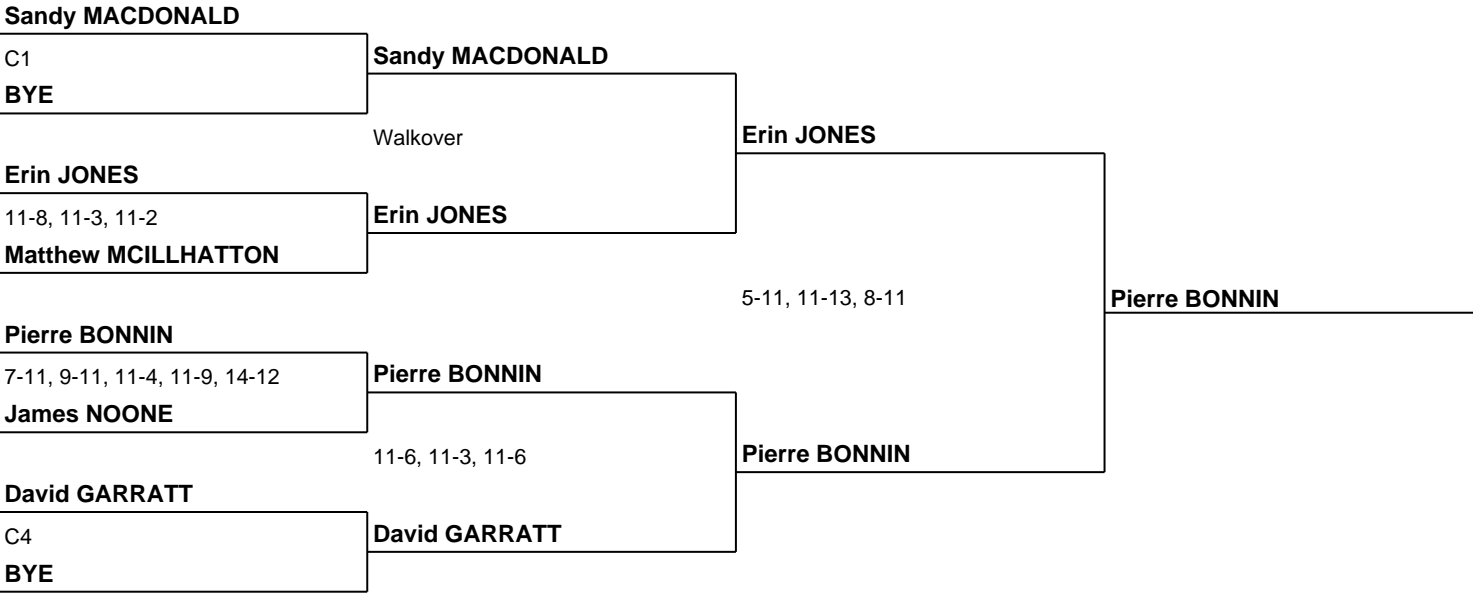 Sandy MACDONALD
C1
BYE
Sandy MACDONALD
Walkover
Erin JONES
Erin JONES
11-8, 11-3, 11-2
Matthew MCILLHATTON
Erin JONES
5-11, 11-13, 8-11
Pierre BONNIN
Pierre BONNIN
7-11, 9-11, 11-4, 11-9, 14-12
James NOONE
Pierre BONNIN
11-6, 11-3, 11-6
Pierre BONNIN
David GARRATT
C4
BYE
David GARRATT